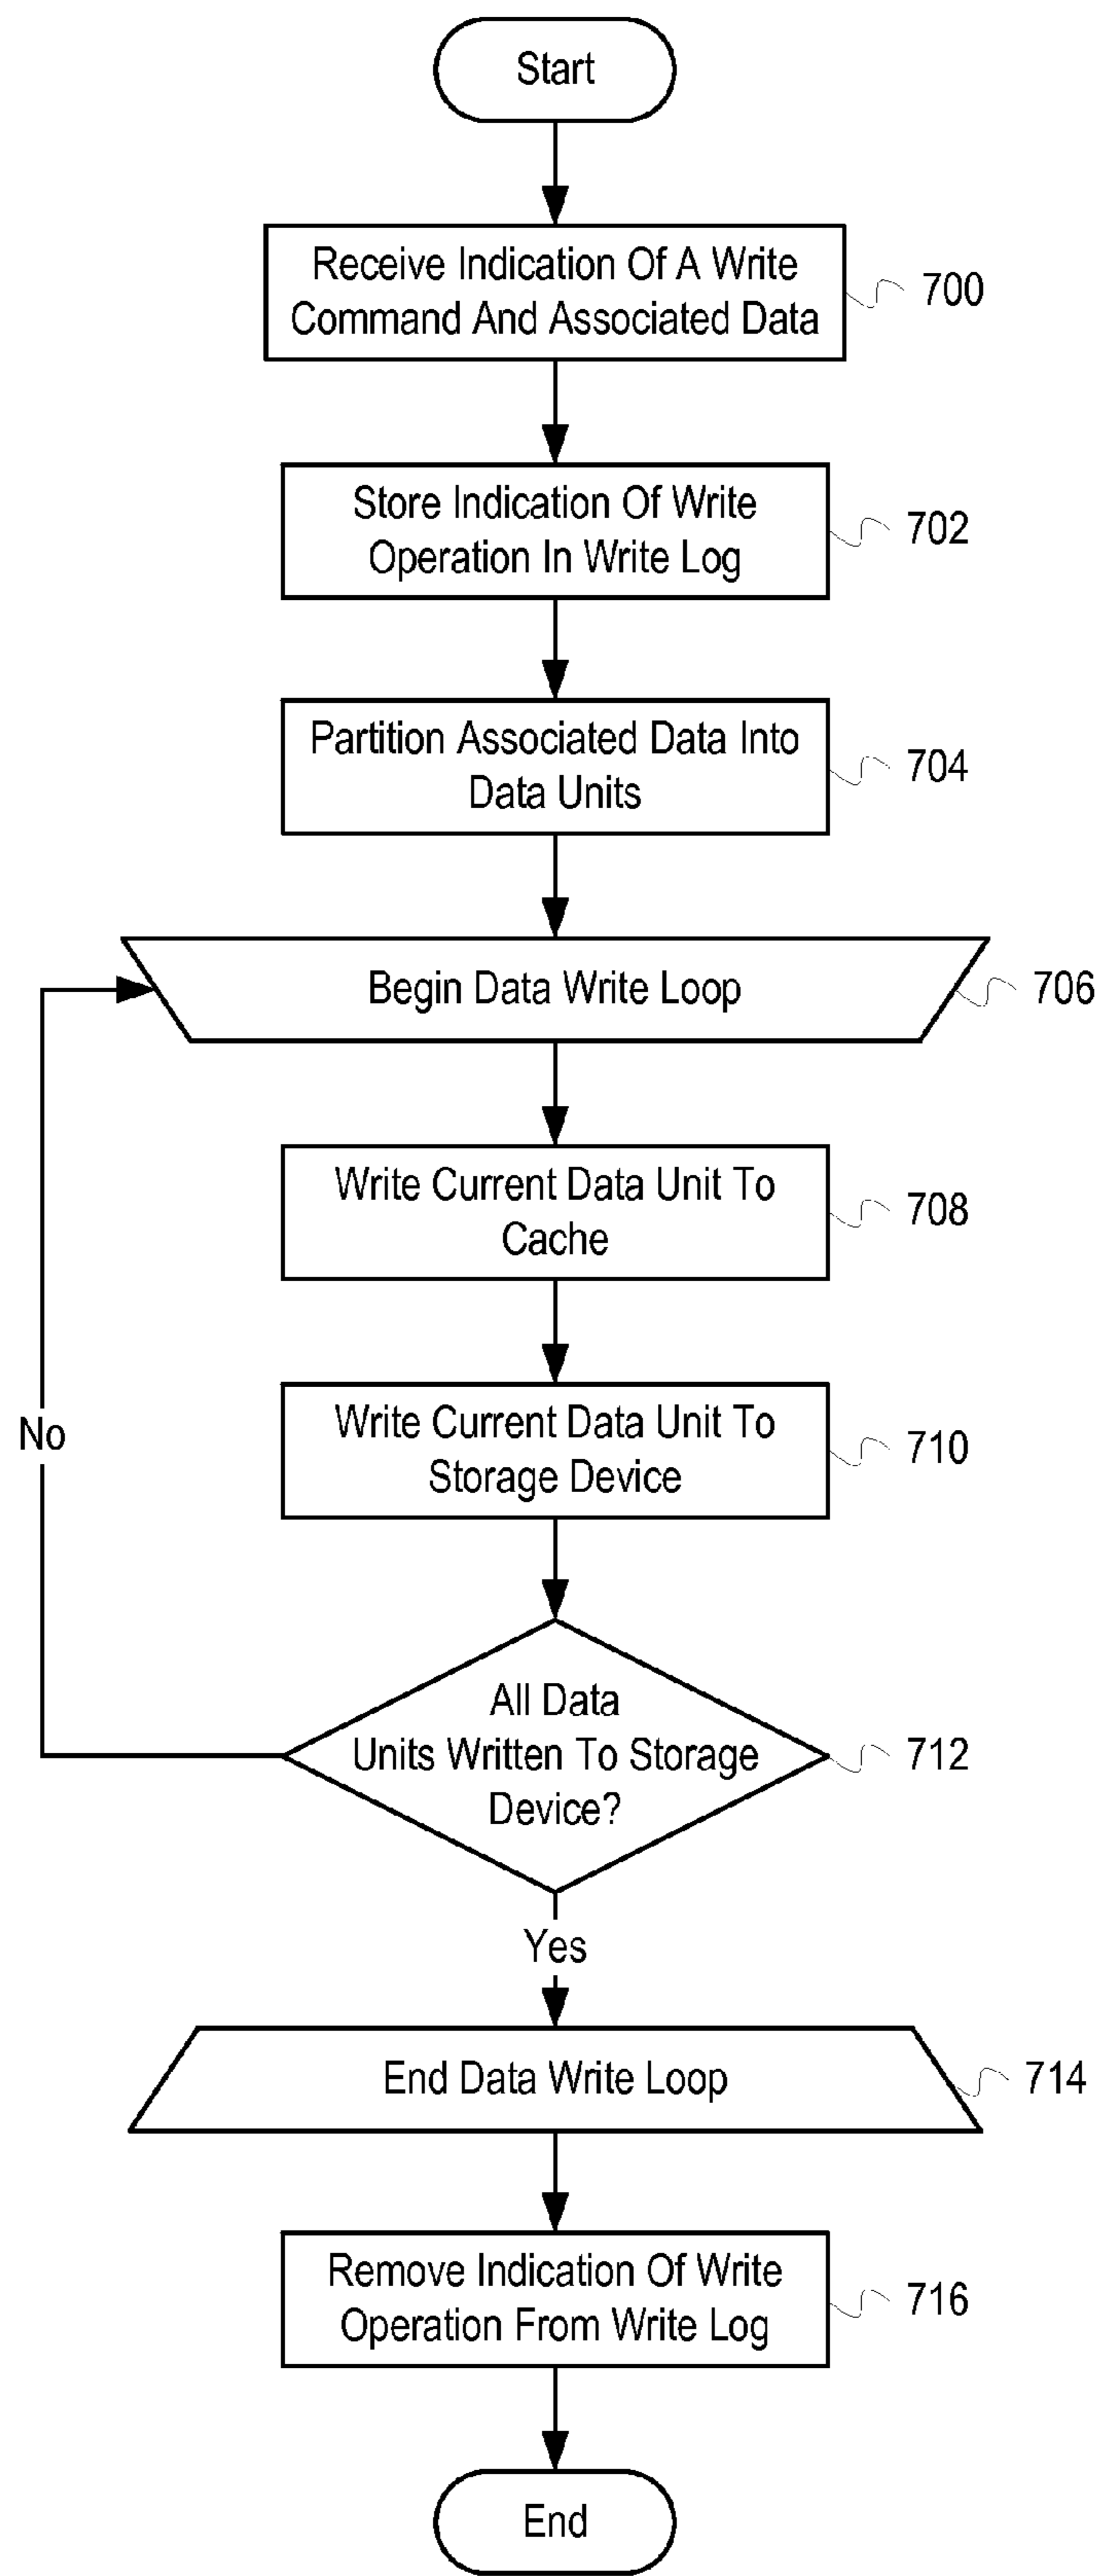 Start
Receive Indication Of A Write
Command And Associated Data
700
Store Indication Of Write
Operation In Write Log
702
Partition Associated Data Into
Data Units
704
Begin Data Write Loop
706
Write Current Data Unit To
Cache
708
Write Current Data Unit To
Storage Device
710
No
All Data
Units Written To Storage
Device?
712
Yes
End Data Write Loop
714
Remove Indication Of Write
Operation From Write Log
716
End